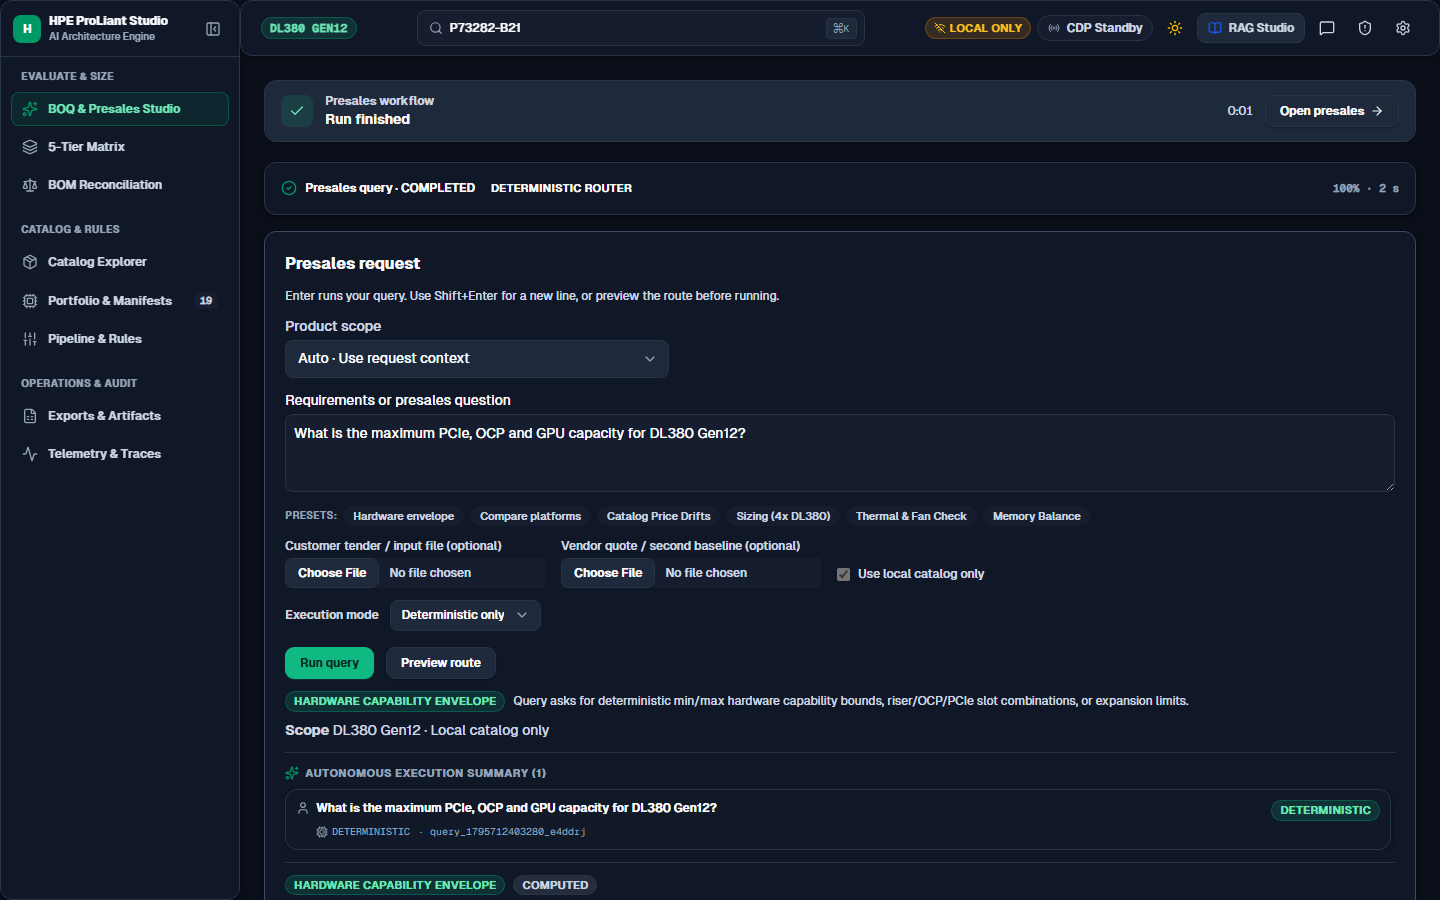 H
HPE ProLiant Studio
AI Architecture Engine
EVALUATE & SIZE
BOQ & Presales Studio
5-Tier Matrix
BOM Reconciliation
CATALOG & RULES
Catalog Explorer
Portfolio & Manifests 19
Pipeline & Rules
OPERATIONS & AUDIT
Exports & Artifacts
Telemetry & Traces
DL380 GEN12
P73282-B21
⌘K
LOCAL ONLY
CDP Standby
RAG Studio
Presales workflow
Run finished
0:01
Open presales →
Presales query · COMPLETED DETERMINISTIC ROUTER
100% · 2 s
Presales request
Enter runs your query. Use Shift+Enter for a new line, or preview the route before running.
Product scope
Auto · Use request context
Requirements or presales question
What is the maximum PCIe, OCP and GPU capacity for DL380 Gen12?
PRESETS: Hardware envelope Compare platforms Catalog Price Drifts Sizing (4x DL380) Thermal & Fan Check Memory Balance
Customer tender / input file (optional) Vendor quote / second baseline (optional)
Choose File No file chosen Choose File No file chosen Use local catalog only
Execution mode Deterministic only
Run query Preview route
HARDWARE CAPABILITY ENVELOPE Query asks for deterministic min/max hardware capability bounds, riser/OCP/PCIe slot combinations, or expansion limits.
Scope DL380 Gen12 · Local catalog only
AUTONOMOUS EXECUTION SUMMARY (1)
What is the maximum PCIe, OCP and GPU capacity for DL380 Gen12?
DETERMINISTIC
DETERMINISTIC · query_1795712403280_e4ddrj
HARDWARE CAPABILITY ENVELOPE COMPUTED